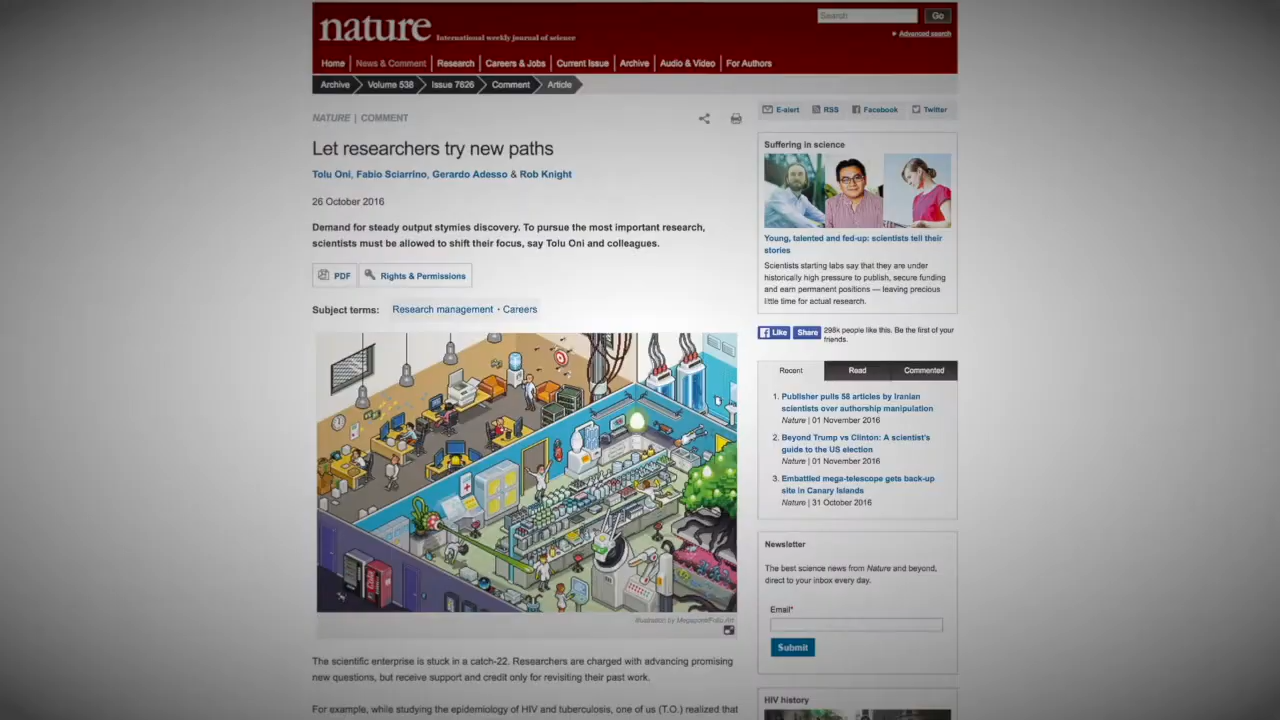 nature International weekly journal of science
Search Go
Advanced search
Home News & Comment Research Careers & Jobs Current Issue Archive Audio & Video For Authors
Archive Volume 538 Issue 7626 Comment Article
NATURE | COMMENT
Let researchers try new paths
Tolu Oni, Fabio Sciarrino, Gerardo Adesso & Rob Knight
26 October 2016
Demand for steady output stymies discovery. To pursue the most important research,
scientists must be allowed to shift their focus, say Tolu Oni and colleagues.
PDF Rights & Permissions
Subject terms: Research management · Careers
Illustration by MegapontFolio Art
The scientific enterprise is stuck in a catch-22. Researchers are charged with advancing promising
new questions, but receive support and credit only for revisiting their past work.
For example, while studying the epidemiology of HIV and tuberculosis, one of us (T.O.) realized that
E-alert RSS Facebook Twitter
Suffering in science
Young, talented and fed-up: scientists tell their
stories
Scientists starting labs say that they are under
historically high pressure to publish, secure funding
and earn permanent positions — leaving precious
little time for actual research.
Like Share 298k people like this. Be the first of your
friends.
Recent Read Commented
1. Publisher pulls 58 articles by Iranian
scientists over authorship manipulation
Nature | 01 November 2016
2. Beyond Trump vs Clinton: A scientist's
guide to the US election
Nature | 01 November 2016
3. Embattled mega-telescope gets back-up
site in Canary Islands
Nature | 31 October 2016
Newsletter
The best science news from Nature and beyond,
direct to your inbox every day.
Email*
Submit
HIV history